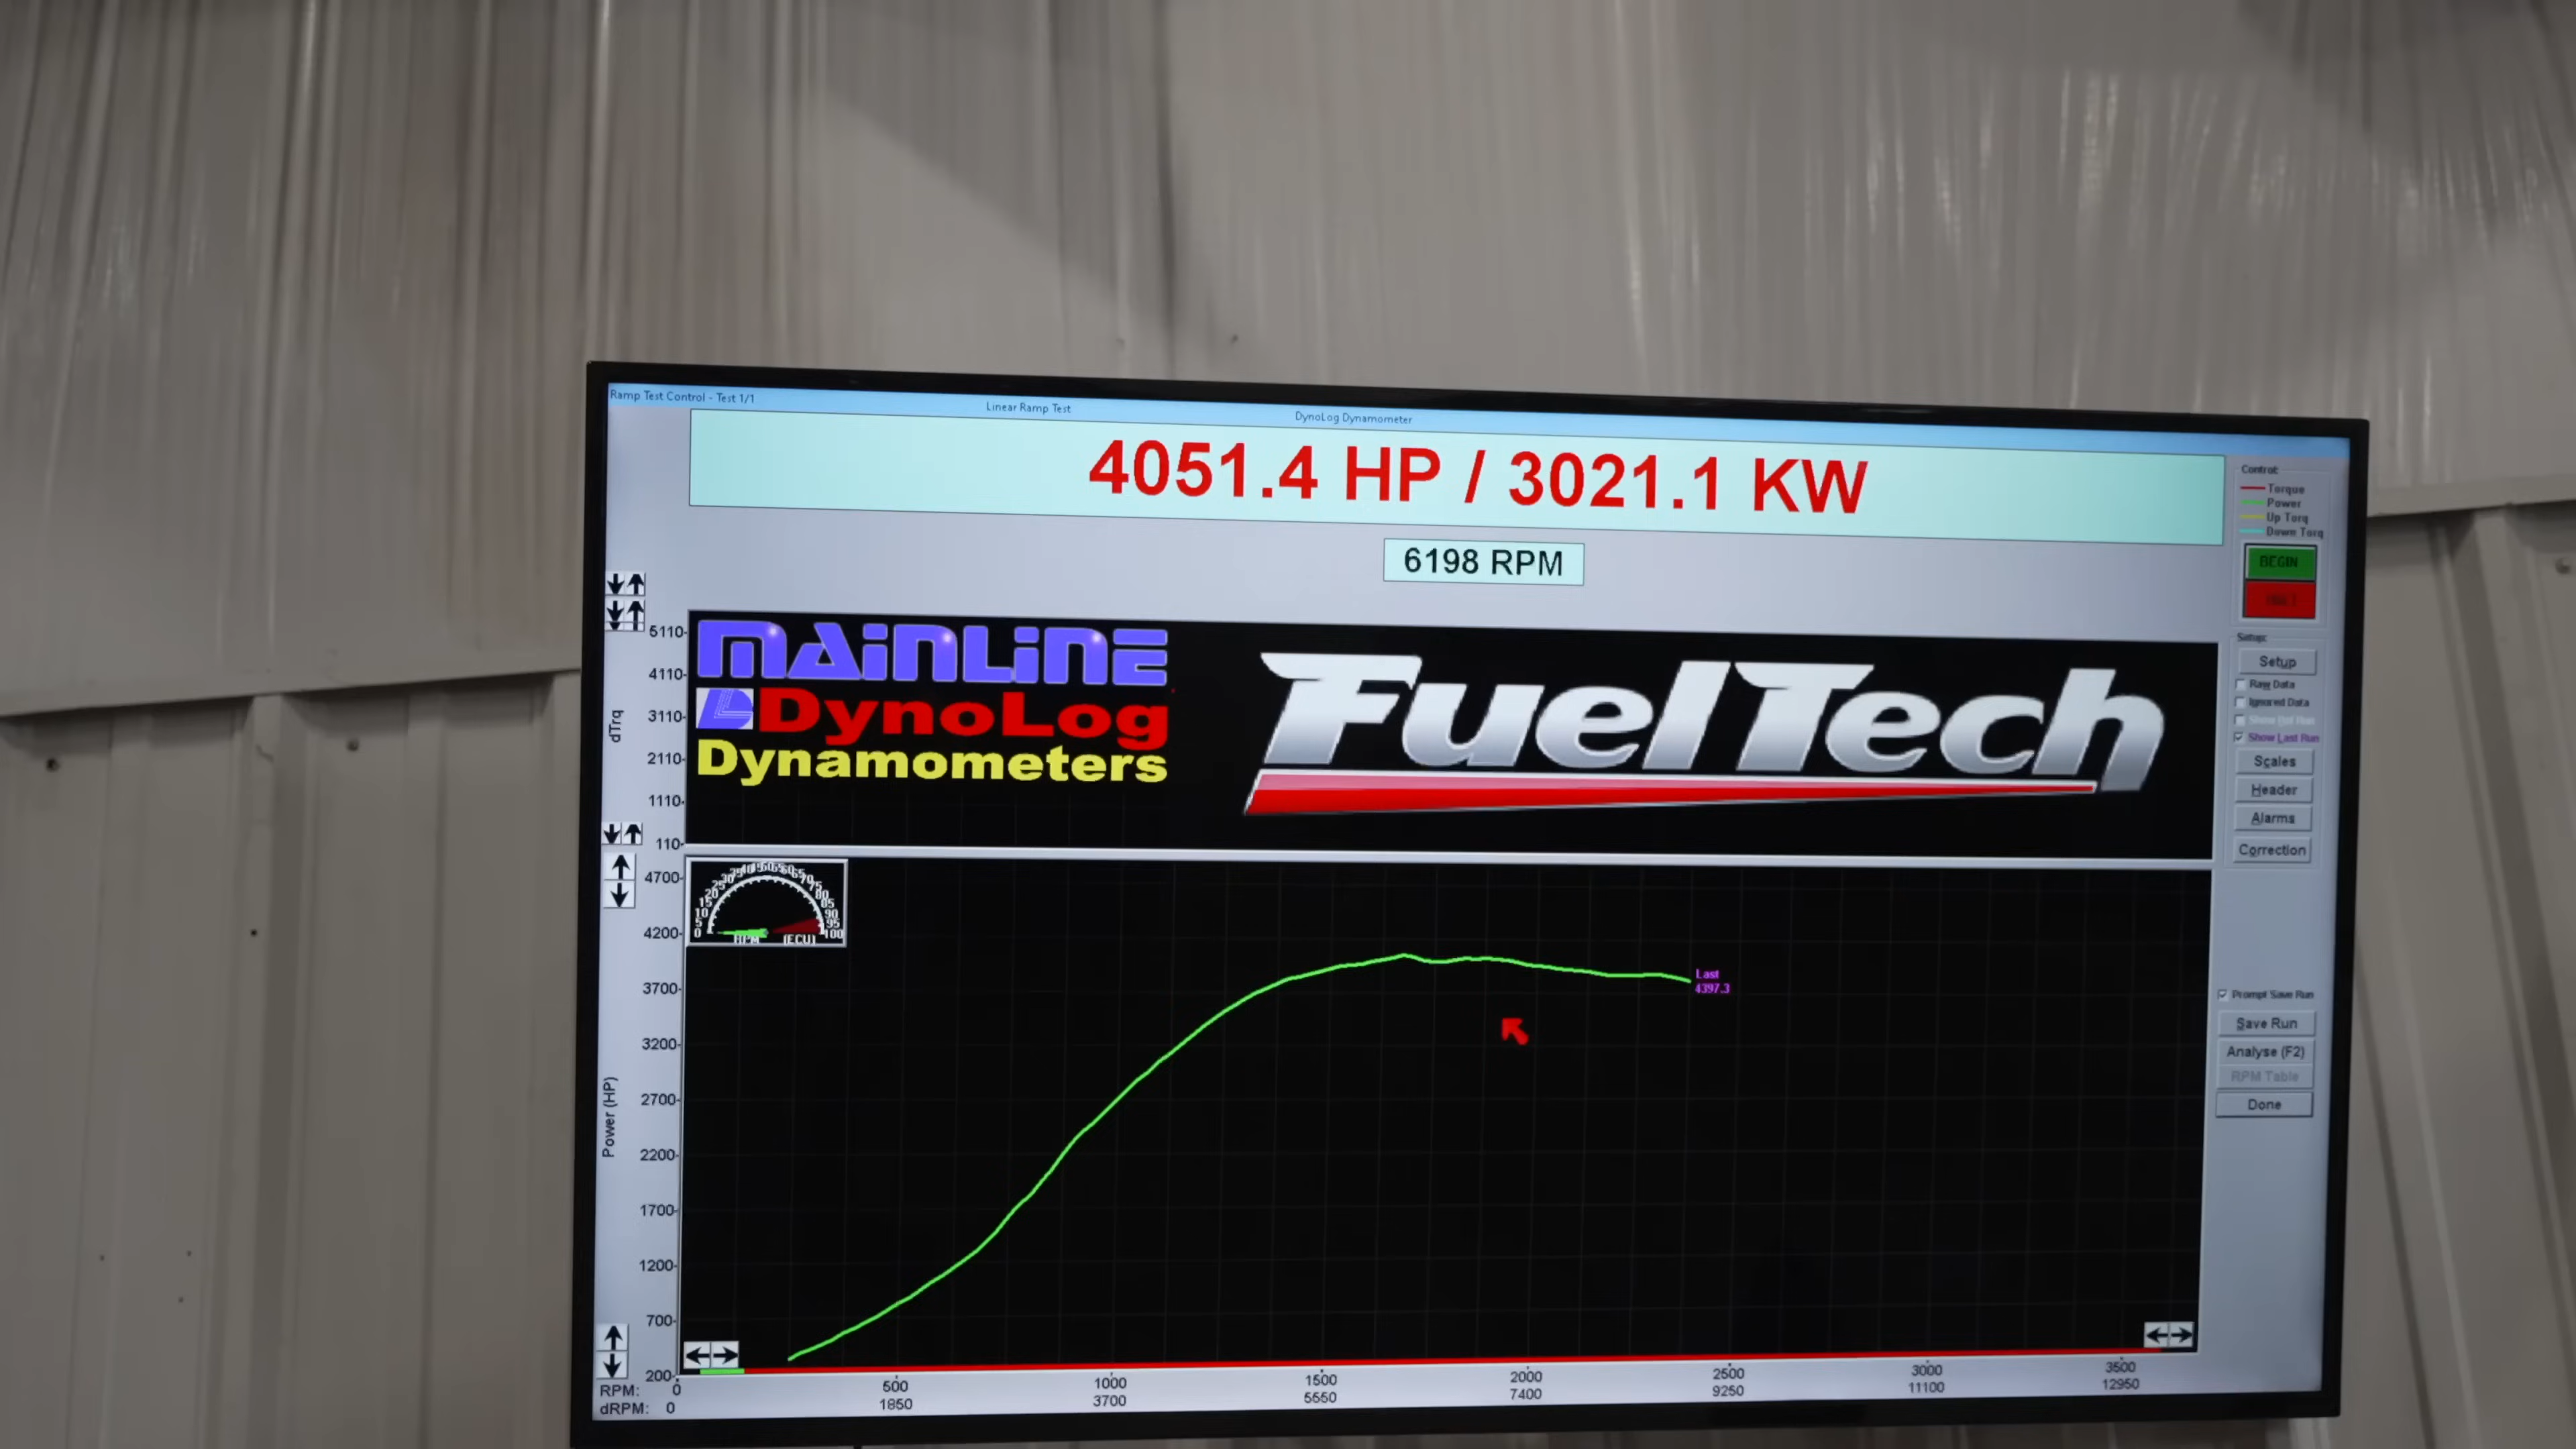 Ramp Test Control - Test 1/1
Linear Ramp Test
DynoLog Dynamometer
4051.4 HP / 3021.1 KW
6198 RPM
Control:
Torque
Power
Up Torq
Down Torq
BEGIN
MAINLINE
DynoLog
Dynamometers
FuelTech
dTrq
5110
4110
3110
2110
1110
110
Setup:
Setup
Raw Data
Ignored Data
Show Last Run
Scales
Header
Alarms
Correction
Power (HP)
4700
4200
3700
3200
2700
2200
1700
1200
700
200
RPM (ECU)
Last
4397.3
Prompt Save Run
Save Run
Analyse (F2)
RPM Table
Done
RPM: 0 500 1000 1500 2000 2500 3000 3500
dRPM: 0 1850 3700 5550 7400 9250 11100 12950